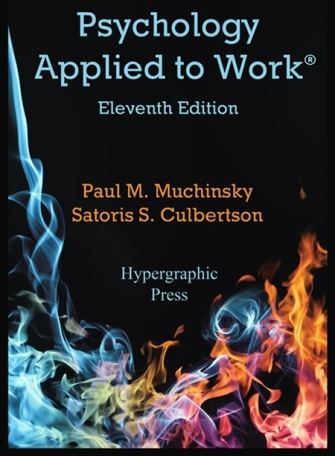 Psychology
Applied to Work®
Eleventh Edition
Paul M. Muchinsky
Satoris S. Culbertson
Hypergraphic
Press